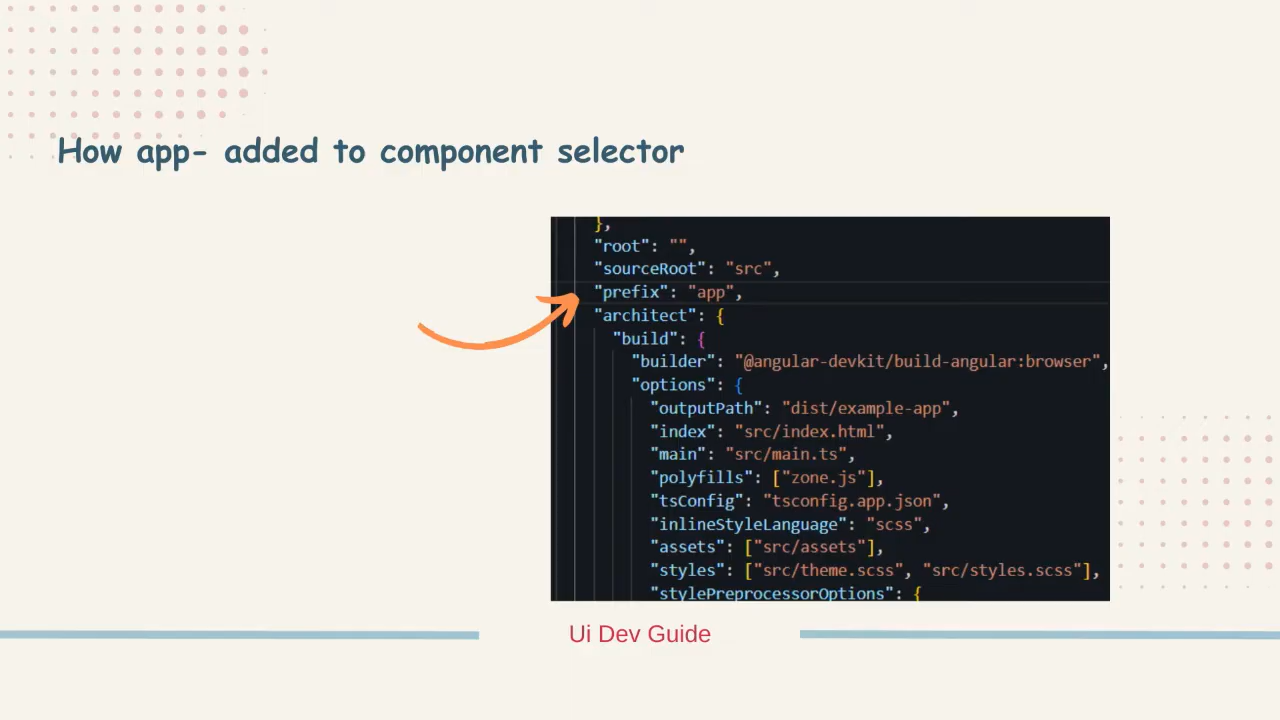 How app- added to component selector
},
"root": "",
"sourceRoot": "src",
"prefix": "app",
"architect": {
"build": {
"builder": "@angular-devkit/build-angular:browser",
"options": {
"outputPath": "dist/example-app",
"index": "src/index.html",
"main": "src/main.ts",
"polyfills": ["zone.js"],
"tsConfig": "tsconfig.app.json",
"inlineStyleLanguage": "scss",
"assets": ["src/assets"],
"styles": ["src/theme.scss", "src/styles.scss"],
"stylePreprocessorOptions": {
Ui Dev Guide